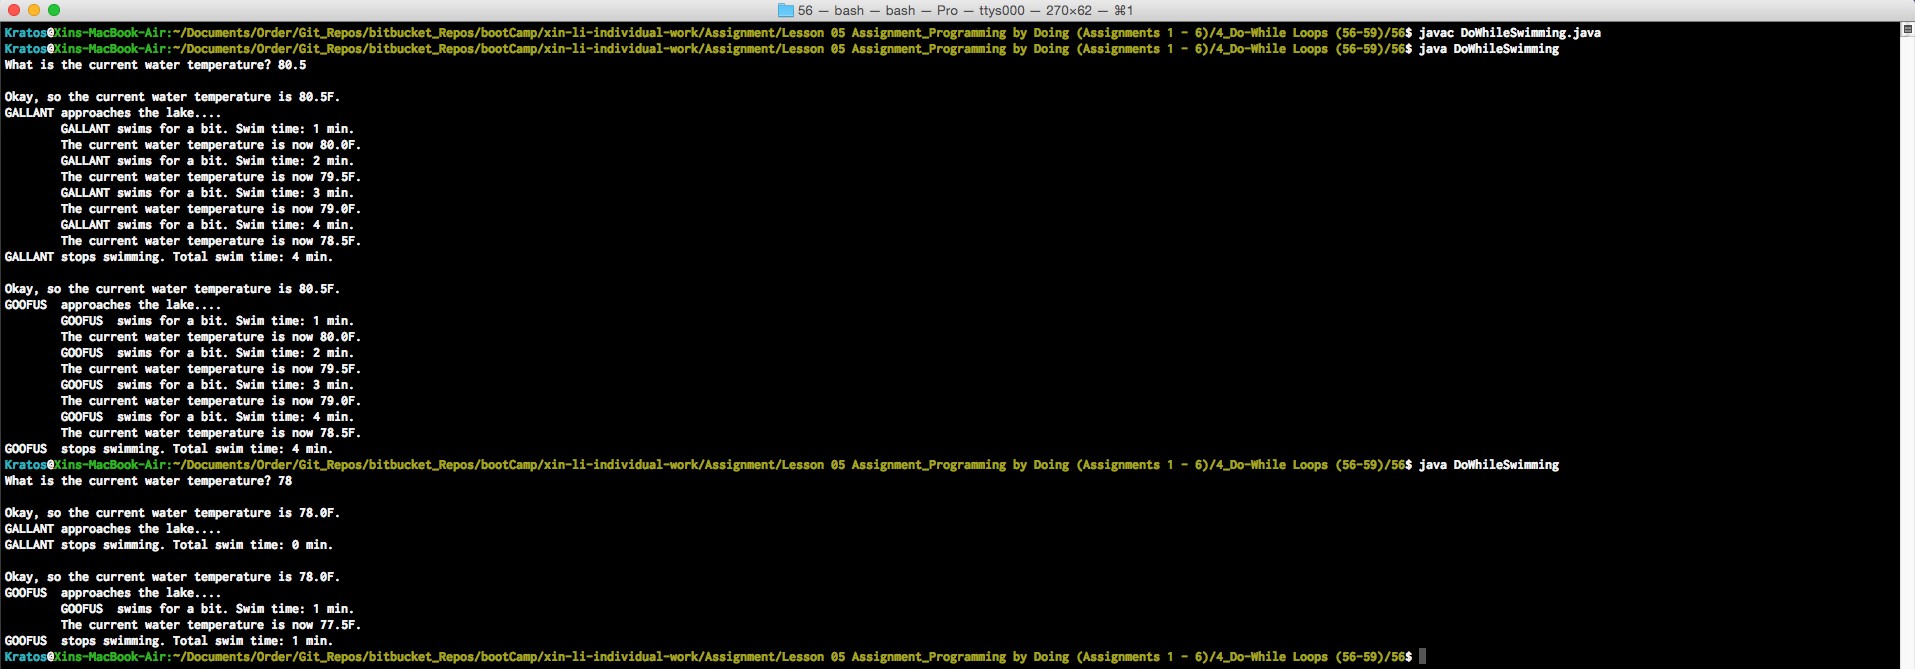 56 — bash — bash — Pro — ttys000 — 270×62 — ⌘1
Kratos@Xins-MacBook-Air:~/Documents/Order/Git_Repos/bitbucket_Repos/bootCamp/xin-li-individual-work/Assignment/Lesson 05 Assignment_Programming by Doing (Assignments 1 - 6)/4_Do-While Loops (56-59)/56$ javac DoWhileSwimming.java
Kratos@Xins-MacBook-Air:~/Documents/Order/Git_Repos/bitbucket_Repos/bootCamp/xin-li-individual-work/Assignment/Lesson 05 Assignment_Programming by Doing (Assignments 1 - 6)/4_Do-While Loops (56-59)/56$ java DoWhileSwimming
What is the current water temperature? 80.5

Okay, so the current water temperature is 80.5F.
GALLANT approaches the lake....
        GALLANT swims for a bit. Swim time: 1 min.
        The current water temperature is now 80.0F.
        GALLANT swims for a bit. Swim time: 2 min.
        The current water temperature is now 79.5F.
        GALLANT swims for a bit. Swim time: 3 min.
        The current water temperature is now 79.0F.
        GALLANT swims for a bit. Swim time: 4 min.
        The current water temperature is now 78.5F.
GALLANT stops swimming. Total swim time: 4 min.

Okay, so the current water temperature is 80.5F.
GOOFUS  approaches the lake....
        GOOFUS  swims for a bit. Swim time: 1 min.
        The current water temperature is now 80.0F.
        GOOFUS  swims for a bit. Swim time: 2 min.
        The current water temperature is now 79.5F.
        GOOFUS  swims for a bit. Swim time: 3 min.
        The current water temperature is now 79.0F.
        GOOFUS  swims for a bit. Swim time: 4 min.
        The current water temperature is now 78.5F.
GOOFUS  stops swimming. Total swim time: 4 min.
Kratos@Xins-MacBook-Air:~/Documents/Order/Git_Repos/bitbucket_Repos/bootCamp/xin-li-individual-work/Assignment/Lesson 05 Assignment_Programming by Doing (Assignments 1 - 6)/4_Do-While Loops (56-59)/56$ java DoWhileSwimming
What is the current water temperature? 78

Okay, so the current water temperature is 78.0F.
GALLANT approaches the lake....
GALLANT stops swimming. Total swim time: 0 min.

Okay, so the current water temperature is 78.0F.
GOOFUS  approaches the lake....
        GOOFUS  swims for a bit. Swim time: 1 min.
        The current water temperature is now 77.5F.
GOOFUS  stops swimming. Total swim time: 1 min.
Kratos@Xins-MacBook-Air:~/Documents/Order/Git_Repos/bitbucket_Repos/bootCamp/xin-li-individual-work/Assignment/Lesson 05 Assignment_Programming by Doing (Assignments 1 - 6)/4_Do-While Loops (56-59)/56$